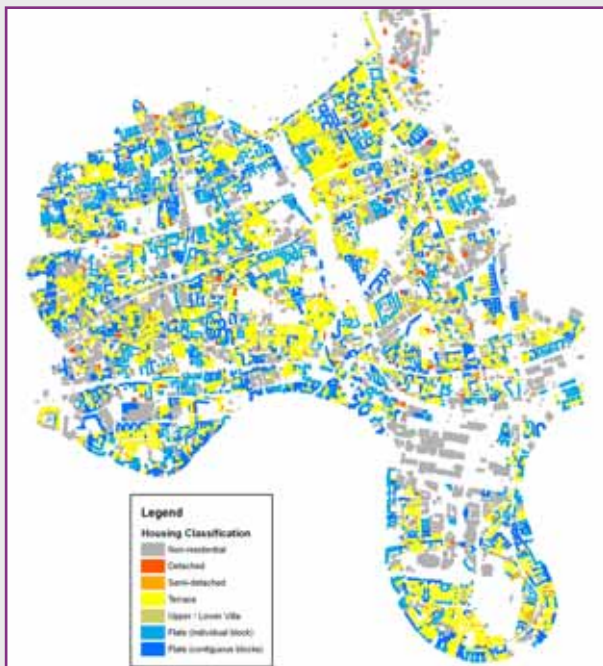 Legend
Housing Classification
Non-residential
Detached
Semi-detached
Terrace
Upper / Lower Villa
Flats (individual block)
Flats (contiguous blocks)